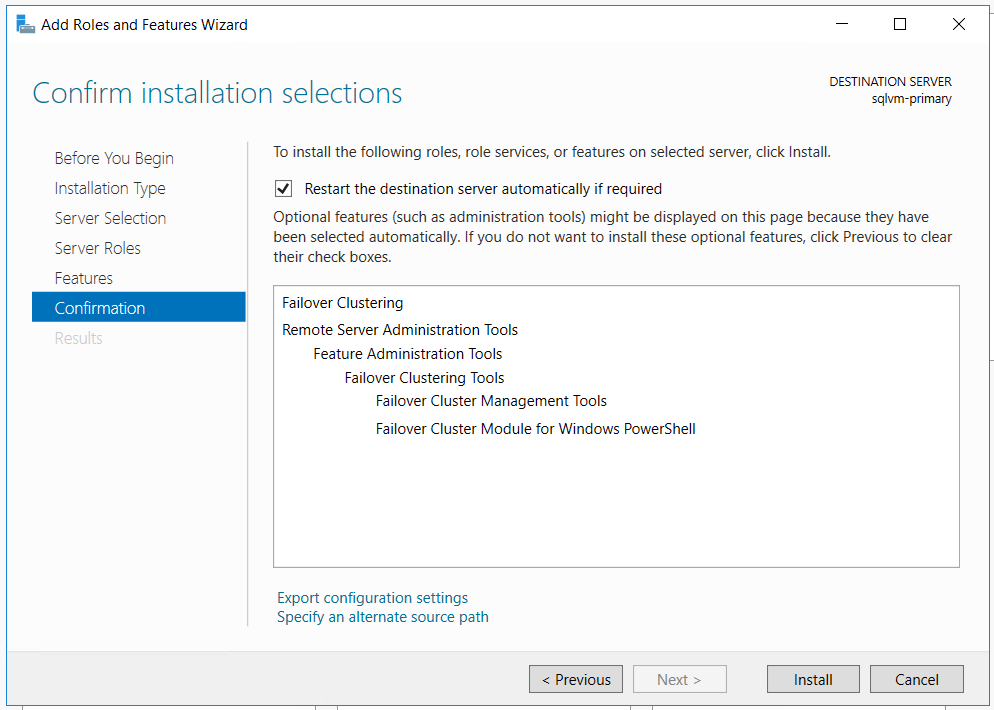 Add Roles and Features Wizard
Confirm installation selections
DESTINATION SERVER
sqlvm-primary
Before You Begin
Installation Type
Server Selection
Server Roles
Features
Confirmation
Results
To install the following roles, role services, or features on selected server, click Install.
Restart the destination server automatically if required
Optional features (such as administration tools) might be displayed on this page because they have
been selected automatically. If you do not want to install these optional features, click Previous to clear
their check boxes.
Failover Clustering
Remote Server Administration Tools
Feature Administration Tools
Failover Clustering Tools
Failover Cluster Management Tools
Failover Cluster Module for Windows PowerShell
Export configuration settings
Specify an alternate source path
< Previous
Next >
Install
Cancel